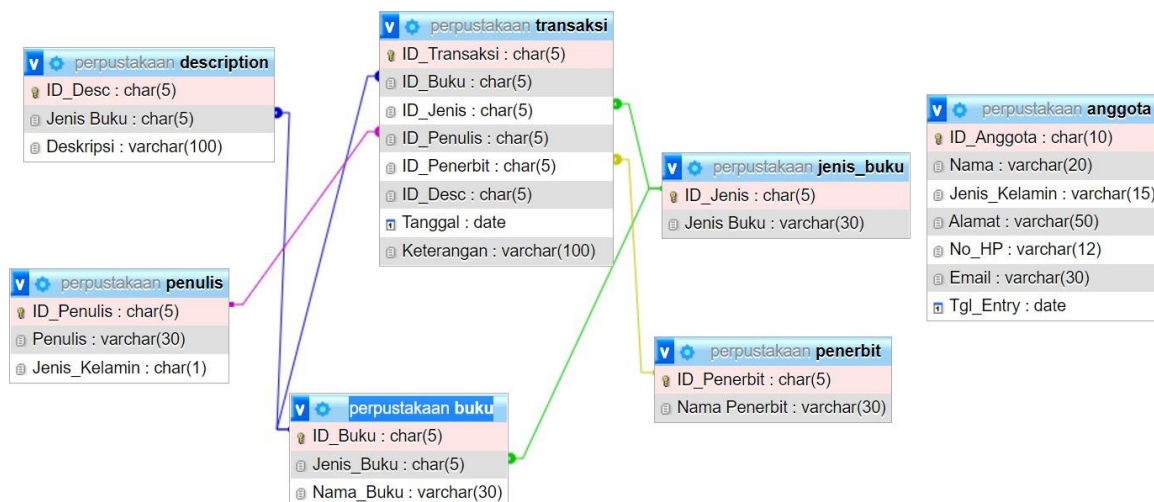 perpustakaan description
ID_Desc : char(5)
Jenis Buku : char(5)
Deskripsi : varchar(100)
perpustakaan transaksi
ID_Transaksi : char(5)
ID_Buku : char(5)
ID_Jenis : char(5)
ID_Penulis : char(5)
ID_Penerbit : char(5)
ID_Desc : char(5)
Tanggal : date
Keterangan : varchar(100)
perpustakaan anggota
ID_Anggota : char(10)
Nama : varchar(20)
Jenis_Kelamin : varchar(15)
Alamat : varchar(50)
No_HP : varchar(12)
Email : varchar(30)
Tgl_Entry : date
perpustakaan jenis_buku
ID_Jenis : char(5)
Jenis Buku : varchar(30)
perpustakaan penulis
ID_Penulis : char(5)
Penulis : varchar(30)
Jenis_Kelamin : char(1)
perpustakaan penerbit
ID_Penerbit : char(5)
Nama Penerbit : varchar(30)
perpustakaan buku
ID_Buku : char(5)
Jenis_Buku : char(5)
Nama_Buku : varchar(30)